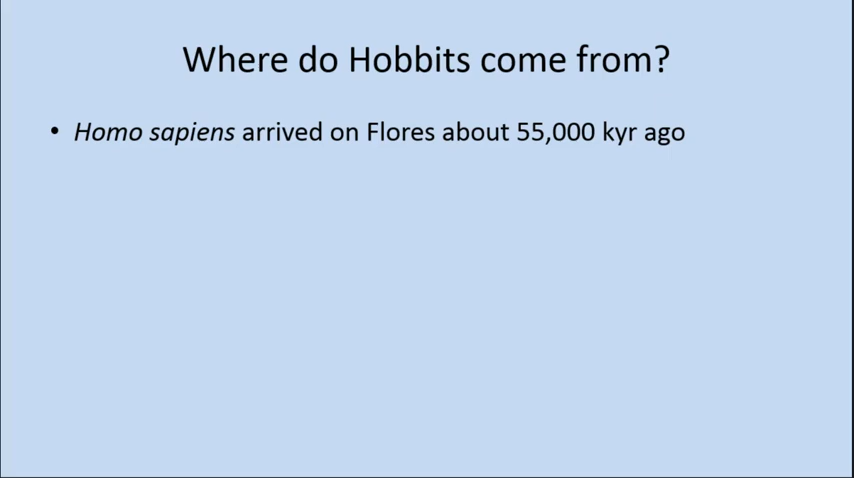 Where do Hobbits come from?
• Homo sapiens arrived on Flores about 55,000 kyr ago